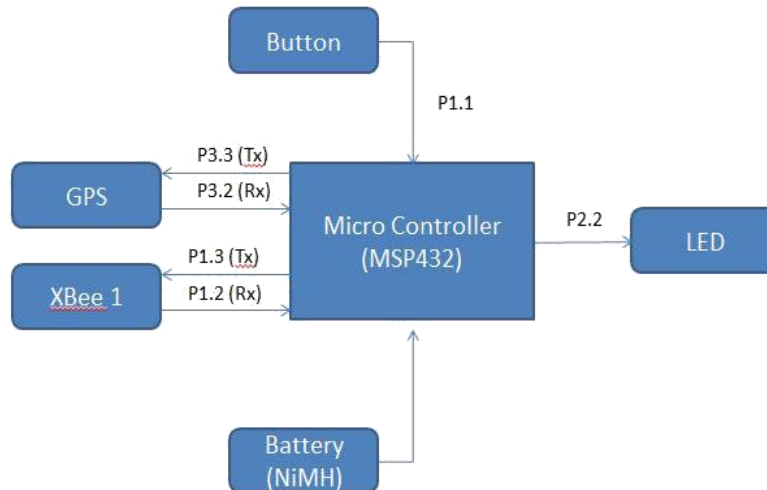 Button
P1.1
P3.3 (Tx)
GPS
P3.2 (Rx)
Micro Controller
(MSP432)
P2.2
LED
P1.3 (Tx)
XBee 1
P1.2 (Rx)
Battery
(NiMH)